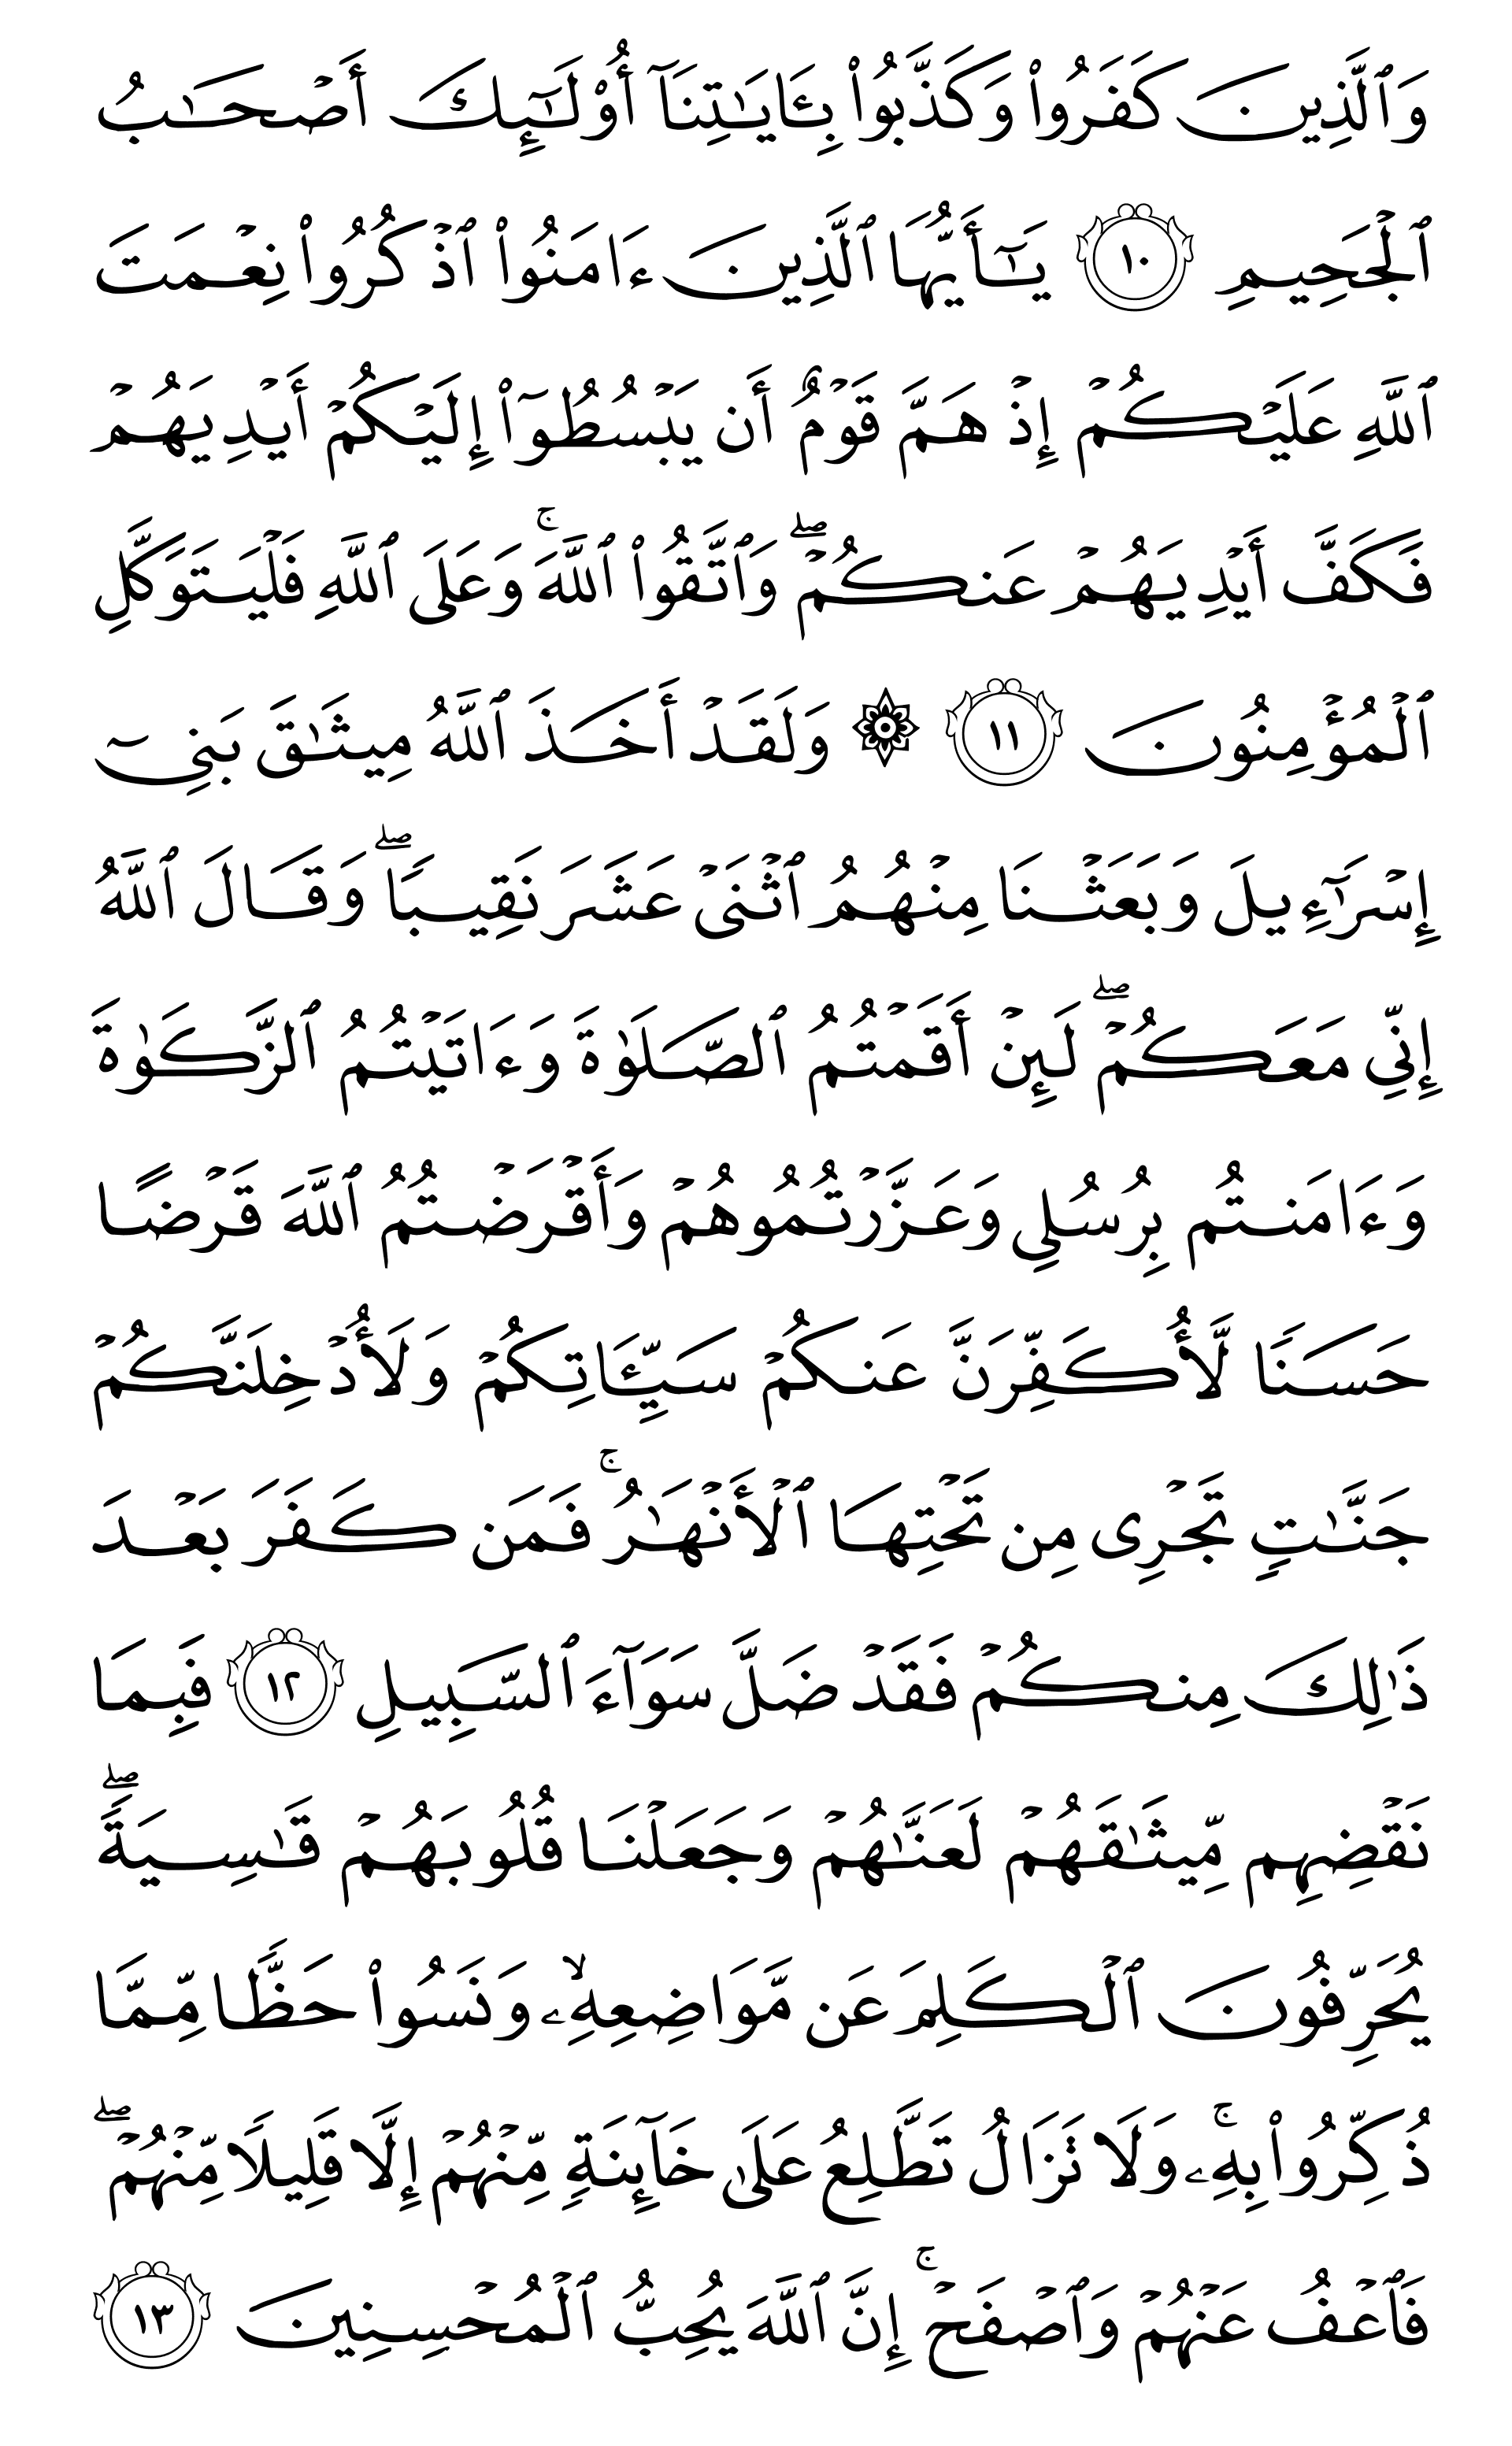 وَٱلَّذِينَ كَفَرُوا۟ وَكَذَّبُوا۟ بِـَٔايَـٰتِنَآ أُو۟لَـٰٓئِكَ أَصْحَـٰبُ
ٱلْجَحِيمِ ١٠ يَـٰٓأَيُّهَا ٱلَّذِينَ ءَامَنُوا۟ ٱذْكُرُوا۟ نِعْمَتَ
ٱللَّهِ عَلَيْكُمْ إِذْ هَمَّ قَوْمٌ أَن يَبْسُطُوٓا۟ إِلَيْكُمْ أَيْدِيَهُمْ
فَكَفَّ أَيْدِيَهُمْ عَنكُمْ ۖ وَٱتَّقُوا۟ ٱللَّهَ ۚ وَعَلَى ٱللَّهِ فَلْيَتَوَكَّلِ
ٱلْمُؤْمِنُونَ ١١ ۞ وَلَقَدْ أَخَذَ ٱللَّهُ مِيثَـٰقَ بَنِىٓ
إِسْرَٰٓءِيلَ وَبَعَثْنَا مِنْهُمُ ٱثْنَىْ عَشَرَ نَقِيبًا ۖ وَقَالَ ٱللَّهُ
إِنِّى مَعَكُمْ ۖ لَئِنْ أَقَمْتُمُ ٱلصَّلَوٰةَ وَءَاتَيْتُمُ ٱلزَّكَوٰةَ
وَءَامَنتُم بِرُسُلِى وَعَزَّرْتُمُوهُمْ وَأَقْرَضْتُمُ ٱللَّهَ قَرْضًا
حَسَنًا لَّأُكَفِّرَنَّ عَنكُمْ سَيِّـَٔاتِكُمْ وَلَأُدْخِلَنَّكُمْ
جَنَّـٰتٍ تَجْرِى مِن تَحْتِهَا ٱلْأَنْهَـٰرُ ۚ فَمَن كَفَرَ بَعْدَ
ذَٰلِكَ مِنكُمْ فَقَدْ ضَلَّ سَوَآءَ ٱلسَّبِيلِ ١٢ فَبِمَا
نَقْضِهِم مِّيثَـٰقَهُمْ لَعَنَّـٰهُمْ وَجَعَلْنَا قُلُوبَهُمْ قَـٰسِيَةً ۖ
يُحَرِّفُونَ ٱلْكَلِمَ عَن مَّوَاضِعِهِۦ ۙ وَنَسُوا۟ حَظًّا مِّمَّا
ذُكِّرُوا۟ بِهِۦ ۚ وَلَا تَزَالُ تَطَّلِعُ عَلَىٰ خَآئِنَةٍ مِّنْهُمْ إِلَّا قَلِيلًا مِّنْهُمْ ۖ
فَٱعْفُ عَنْهُمْ وَٱصْفَحْ ۚ إِنَّ ٱللَّهَ يُحِبُّ ٱلْمُحْسِنِينَ ١٣